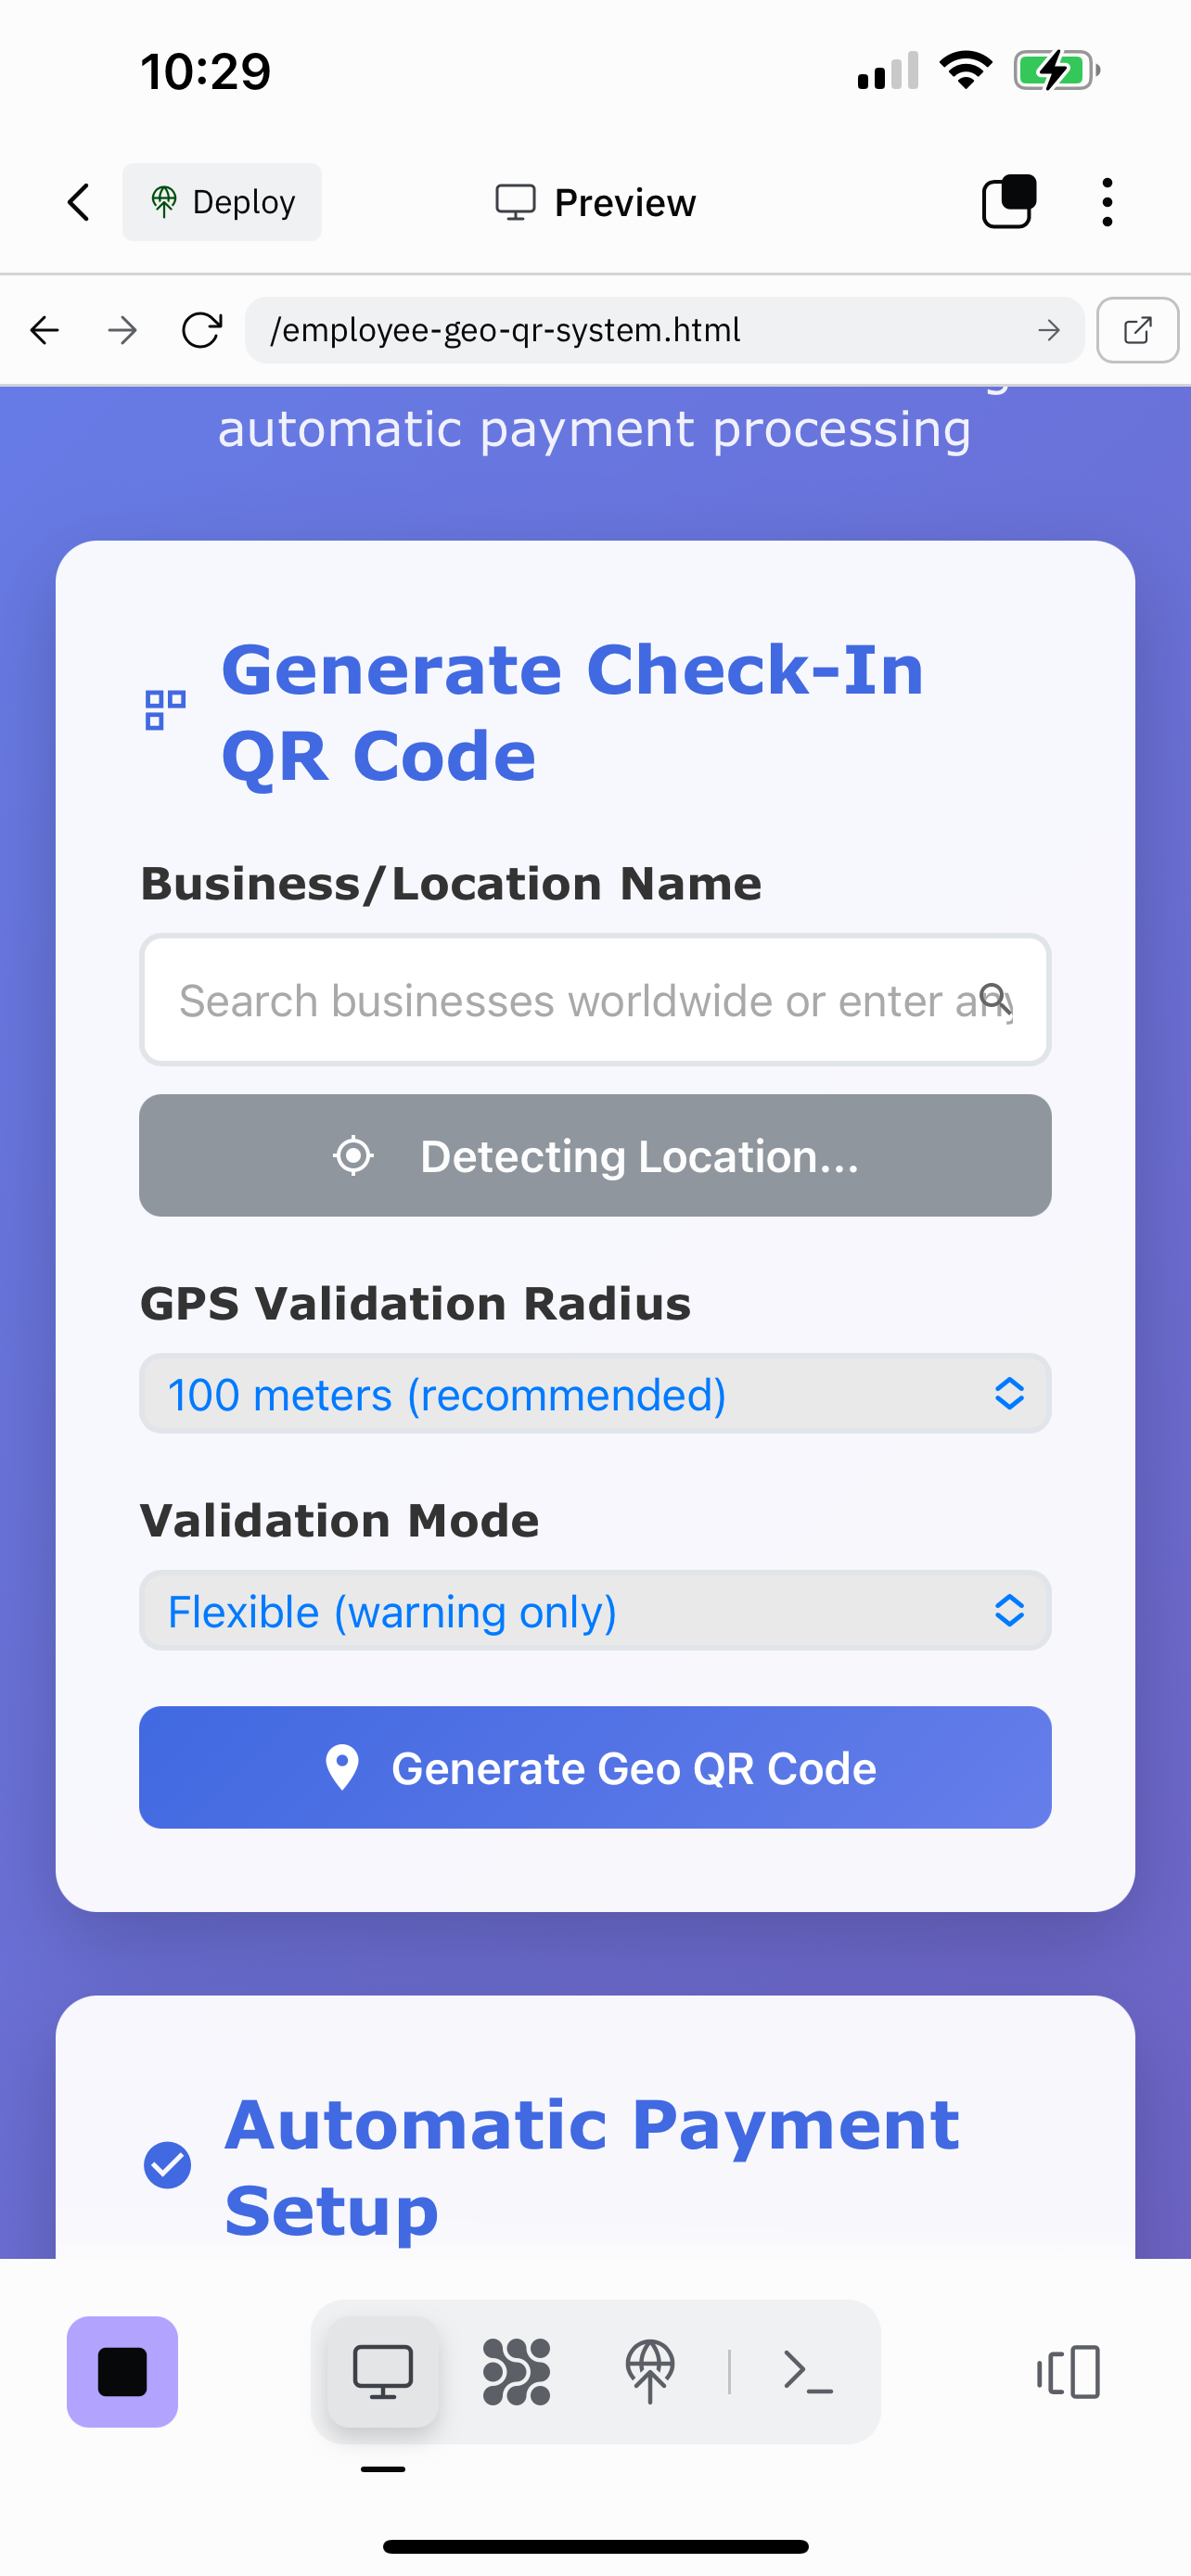 10:29
Deploy
Preview
/employee-geo-qr-system.html
automatic payment processing
Generate Check-In
QR Code
Business/Location Name
Search businesses worldwide or enter any
Detecting Location...
GPS Validation Radius
100 meters (recommended)
Validation Mode
Flexible (warning only)
Generate Geo QR Code
Automatic Payment
Setup